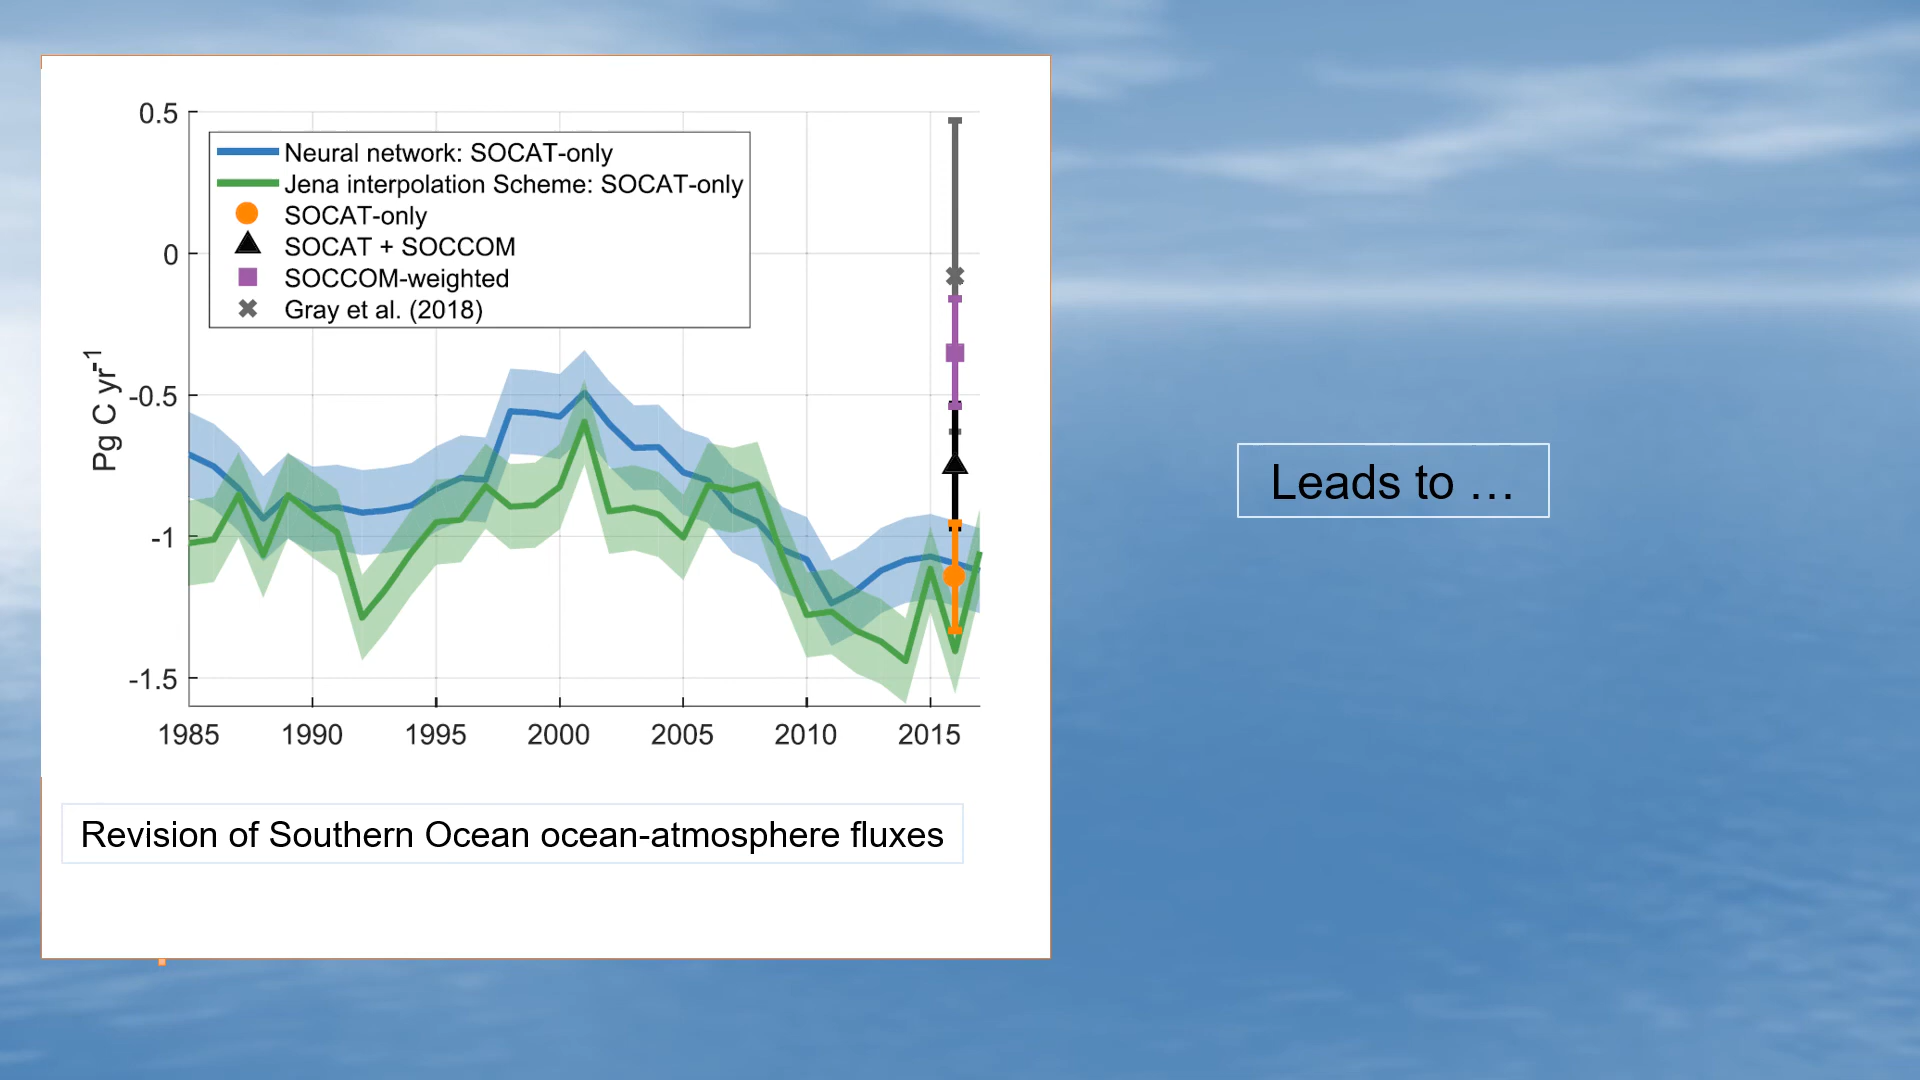 0.5
Neural network: SOCAT-only
Jena interpolation Scheme: SOCAT-only
SOCAT-only
SOCAT + SOCCOM
SOCCOM-weighted
Gray et al. (2018)
0
-0.5
-1
-1.5
Pg C yr⁻¹
1985 1990 1995 2000 2005 2010 2015
Revision of Southern Ocean ocean-atmosphere fluxes
Leads to …